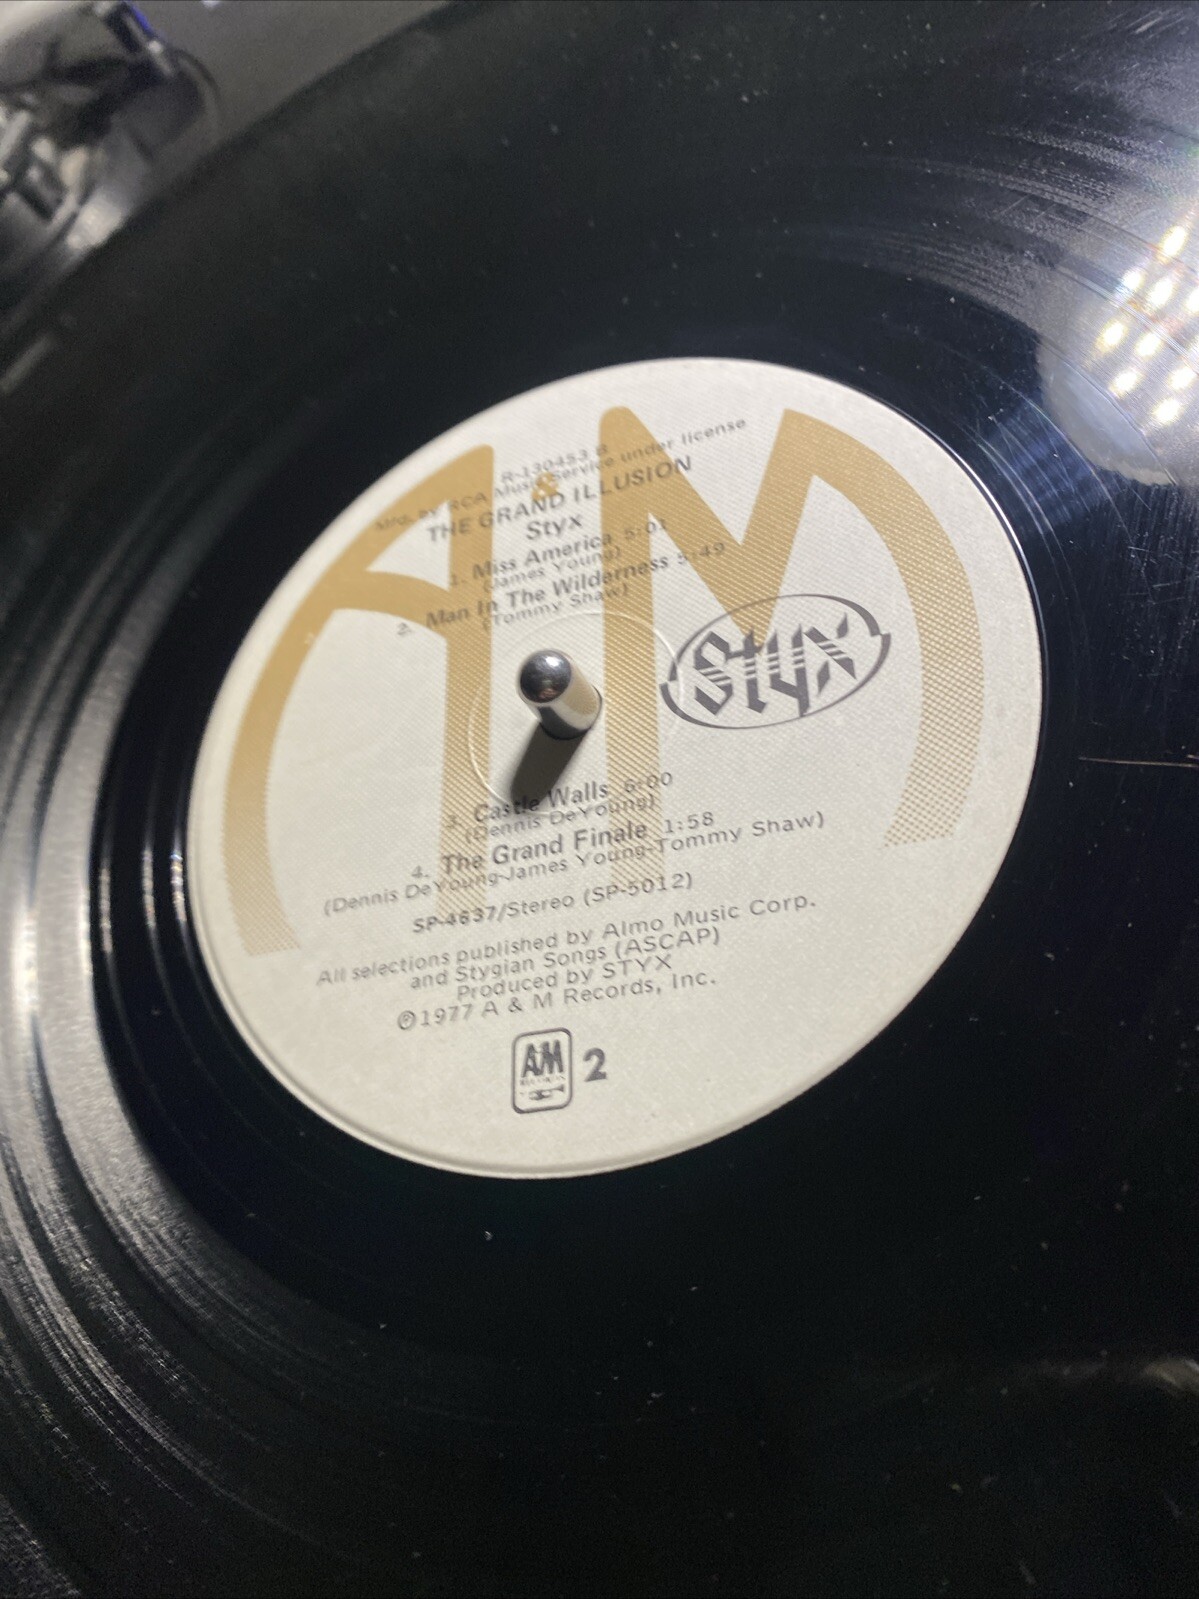 R-130453 B
Mfg. by RCA Music Service under license
&
THE GRAND ILLUSION
Styx
1. Miss America 5:01
(James Young)
2. Man In The Wilderness 5:49
(Tommy Shaw)
Styx
3. Castle Walls 6:00
(Dennis DeYoung)
4. The Grand Finale 1:58
(Dennis DeYoung-James Young-Tommy Shaw)
SP-4637/Stereo (SP-5012)
All selections published by Almo Music Corp.
and Stygian Songs (ASCAP)
Produced by STYX
℗1977 A & M Records, Inc.
AM 2
RECORDS